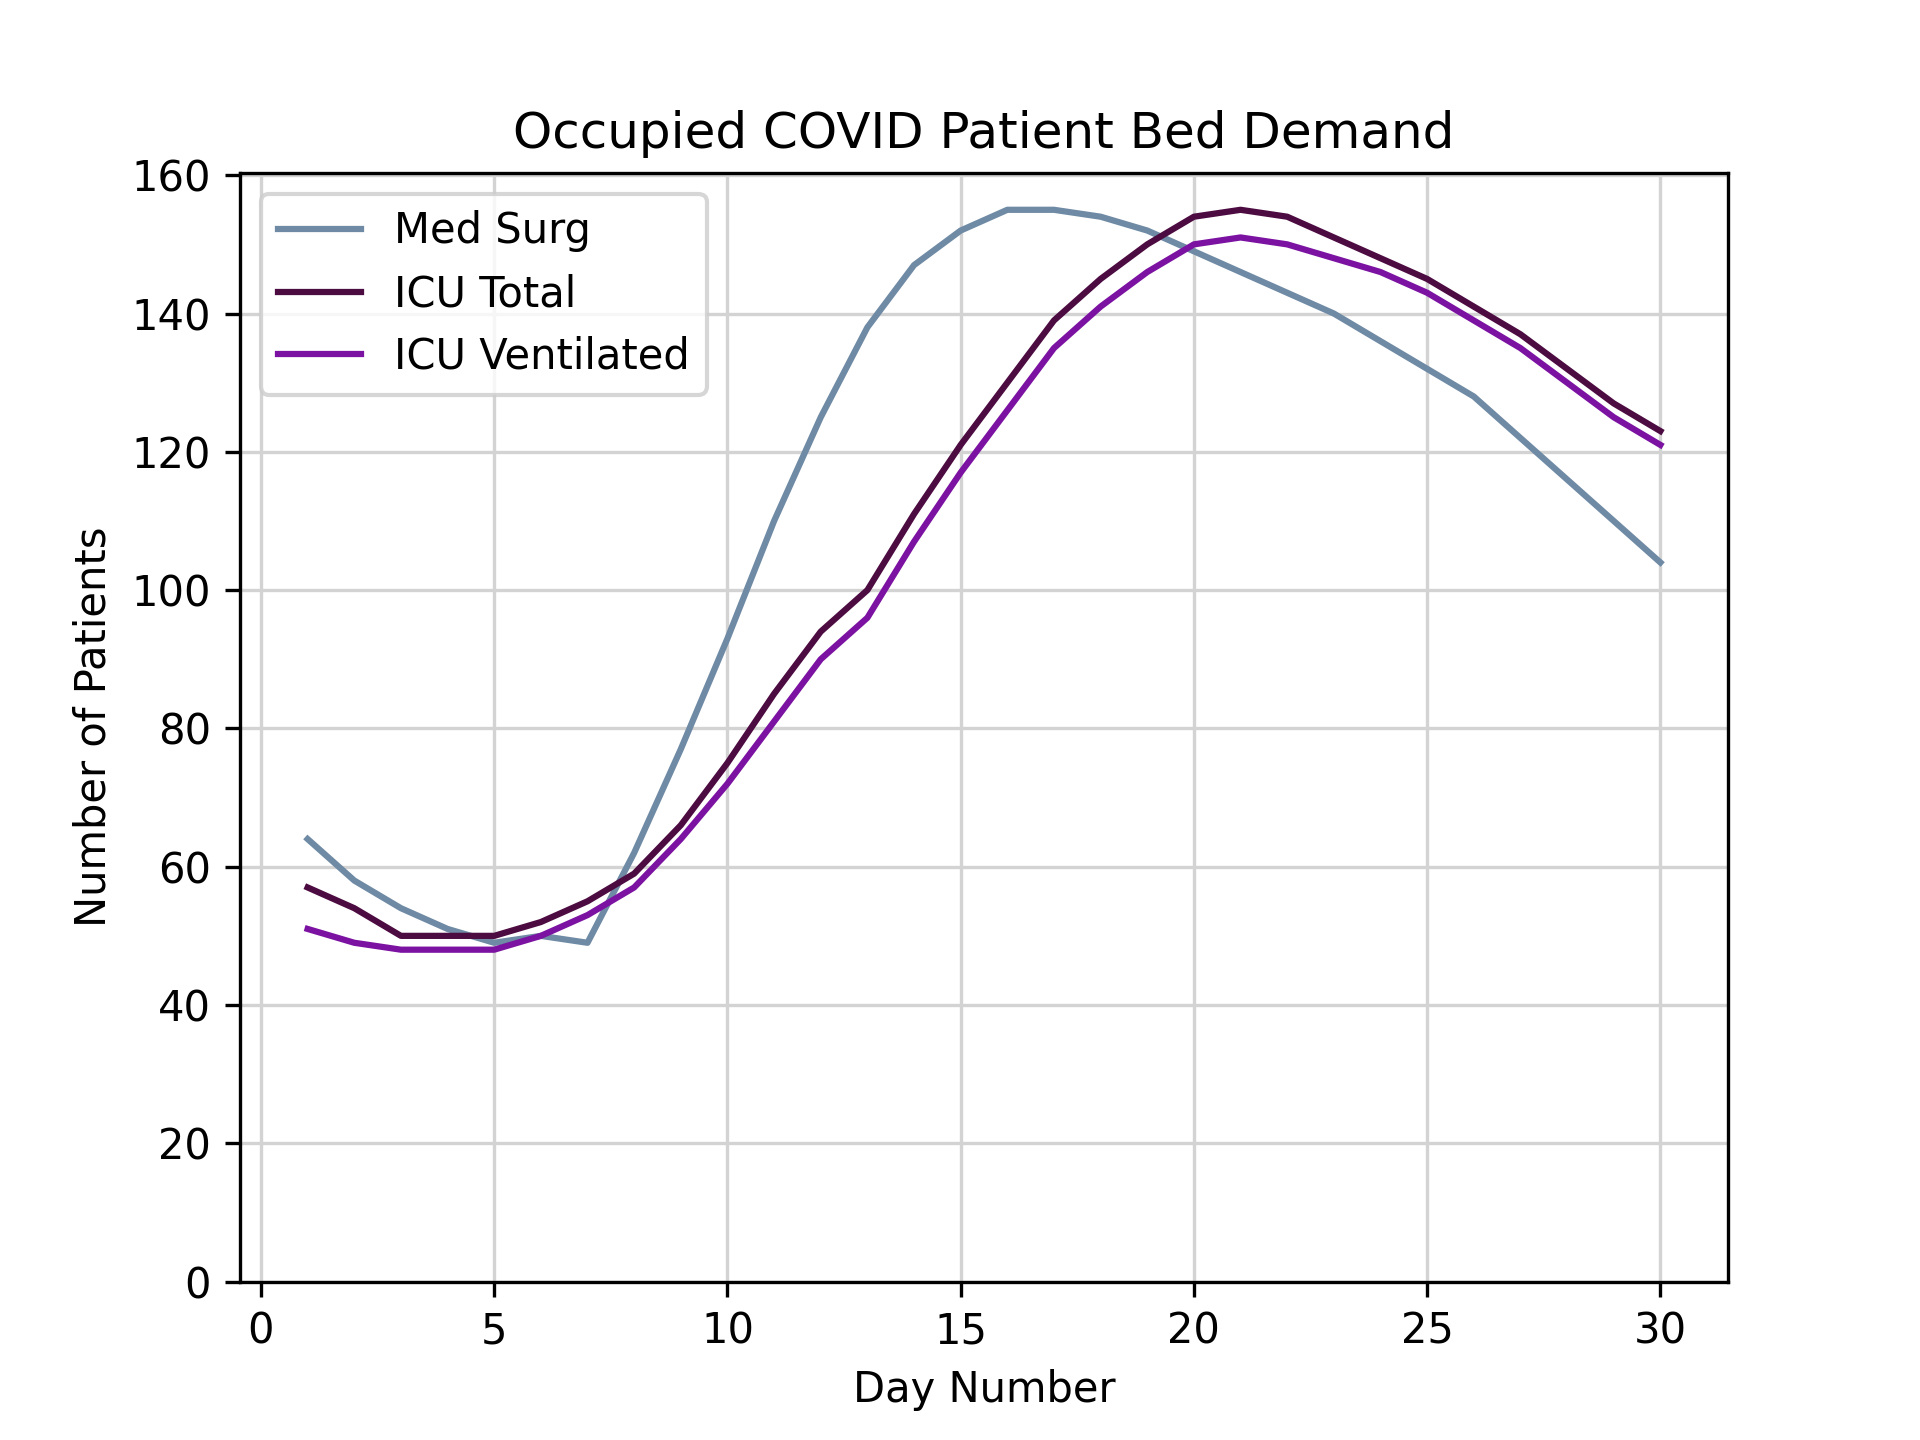 Occupied COVID Patient Bed Demand
160
140
120
100
80
60
40
20
0
Number of Patients
Med Surg
ICU Total
ICU Ventilated
0 5 10 15 20 25 30
Day Number